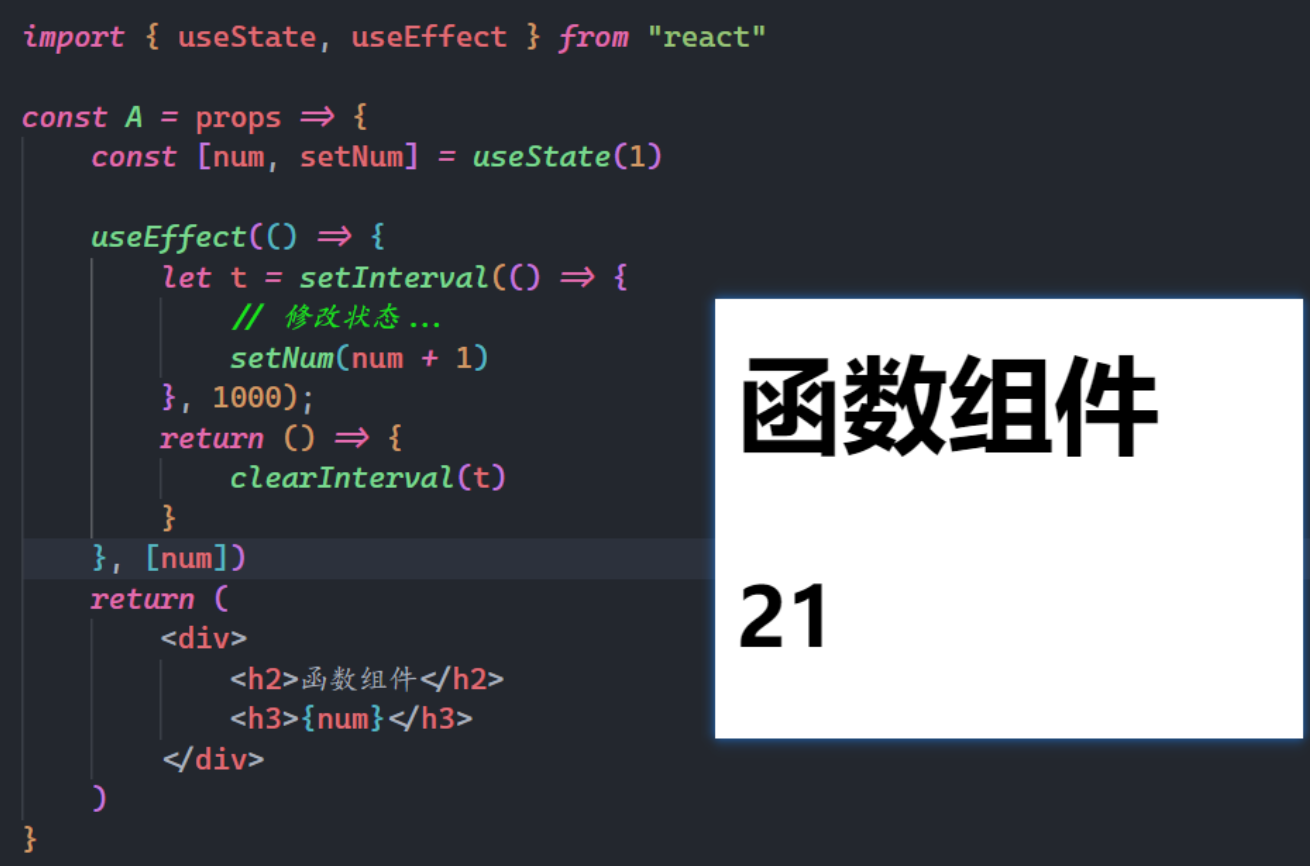 import { useState, useEffect } from "react"
const A = props => {
const [num, setNum] = useState(1)
useEffect(() => {
let t = setInterval(() => {
// 修改状态...
setNum(num + 1)
}, 1000);
return () => {
clearInterval(t)
}
}, [num])
return (
<div>
<h2>函数组件</h2>
<h3>{num}</h3>
</div>
)
}
函数组件
21